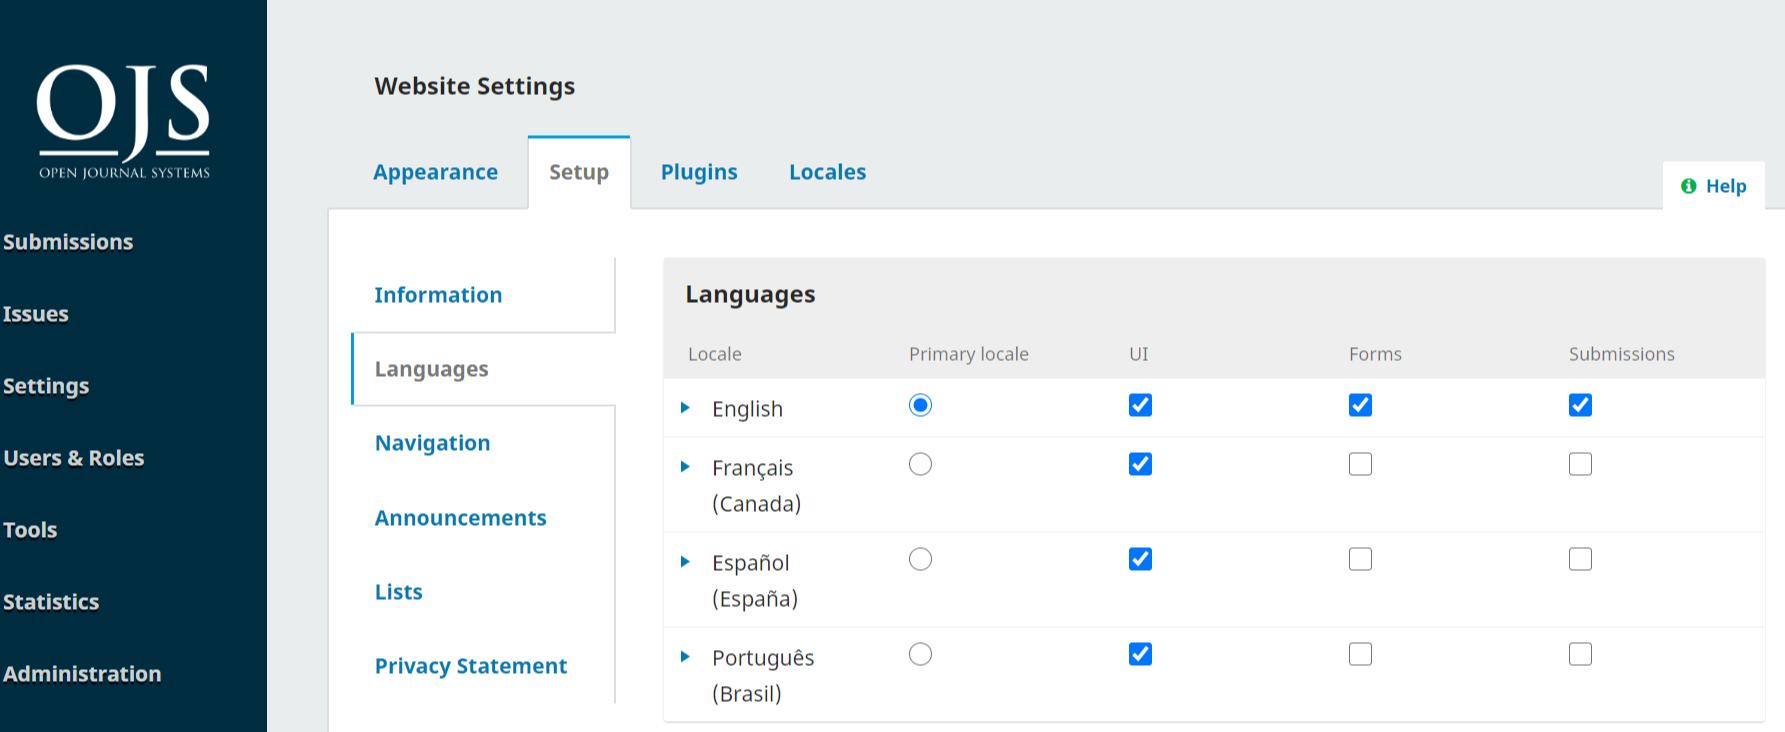 OJS
OPEN JOURNAL SYSTEMS
Submissions
Issues
Settings
Users & Roles
Tools
Statistics
Administration
Website Settings
Appearance
Setup
Plugins
Locales
Help
Information
Languages
Navigation
Announcements
Lists
Privacy Statement
Languages
Locale Primary locale UI Forms Submissions
English
Français
(Canada)
Español
(España)
Português
(Brasil)